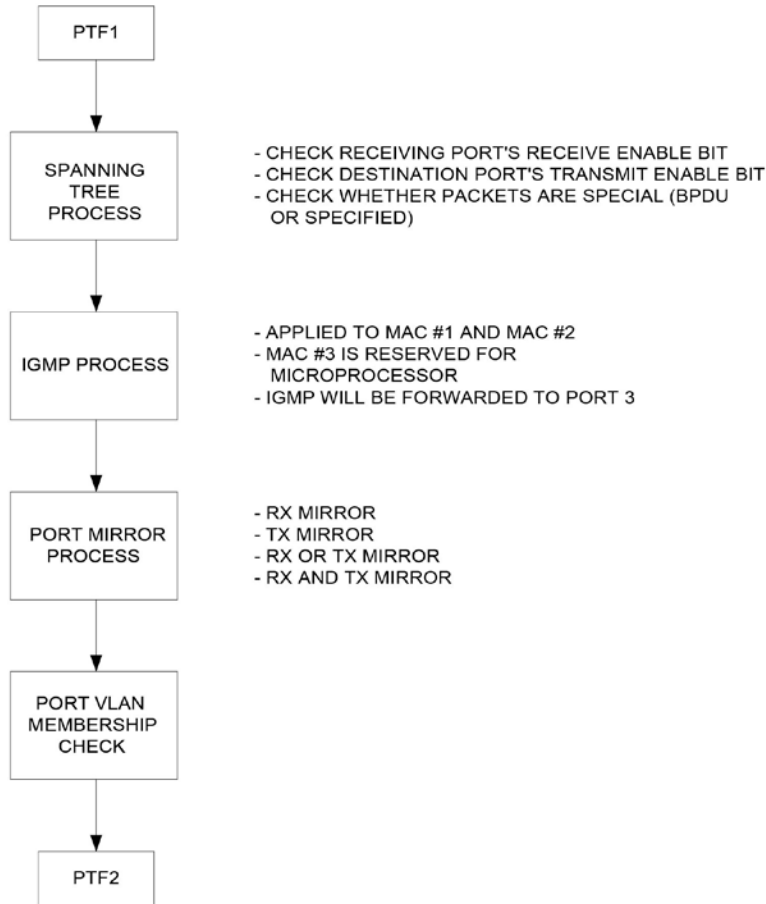 PTF1
SPANNING
TREE
PROCESS
- CHECK RECEIVING PORT'S RECEIVE ENABLE BIT
- CHECK DESTINATION PORT'S TRANSMIT ENABLE BIT
- CHECK WHETHER PACKETS ARE SPECIAL (BPDU
OR SPECIFIED)
IGMP PROCESS
- APPLIED TO MAC #1 AND MAC #2
- MAC #3 IS RESERVED FOR
MICROPROCESSOR
- IGMP WILL BE FORWARDED TO PORT 3
PORT MIRROR
PROCESS
- RX MIRROR
- TX MIRROR
- RX OR TX MIRROR
- RX AND TX MIRROR
PORT VLAN
MEMBERSHIP
CHECK
PTF2